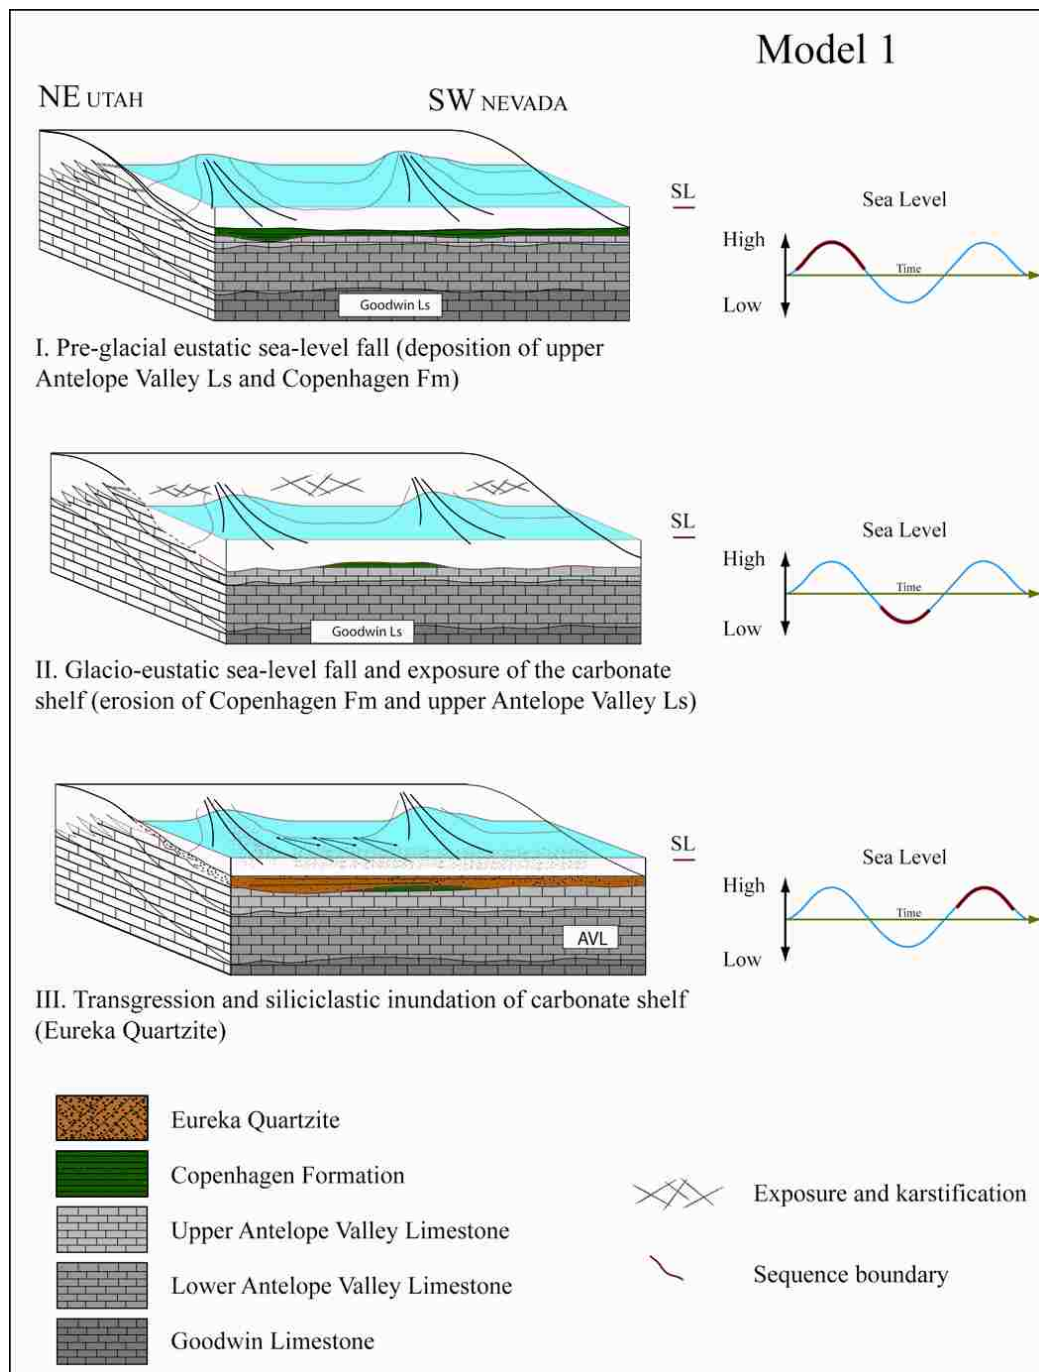 Model 1
NE UTAH
SW NEVADA
SL
Sea Level
High
Time
Low
Goodwin Ls
I. Pre-glacial eustatic sea-level fall (deposition of upper
Antelope Valley Ls and Copenhagen Fm)
SL
Sea Level
High
Time
Low
Goodwin Ls
II. Glacio-eustatic sea-level fall and exposure of the carbonate
shelf (erosion of Copenhagen Fm and upper Antelope Valley Ls)
SL
Sea Level
High
Time
Low
AVL
III. Transgression and siliciclastic inundation of carbonate shelf
(Eureka Quartzite)
Eureka Quartzite
Copenhagen Formation
Upper Antelope Valley Limestone
Lower Antelope Valley Limestone
Goodwin Limestone
Exposure and karstification
Sequence boundary